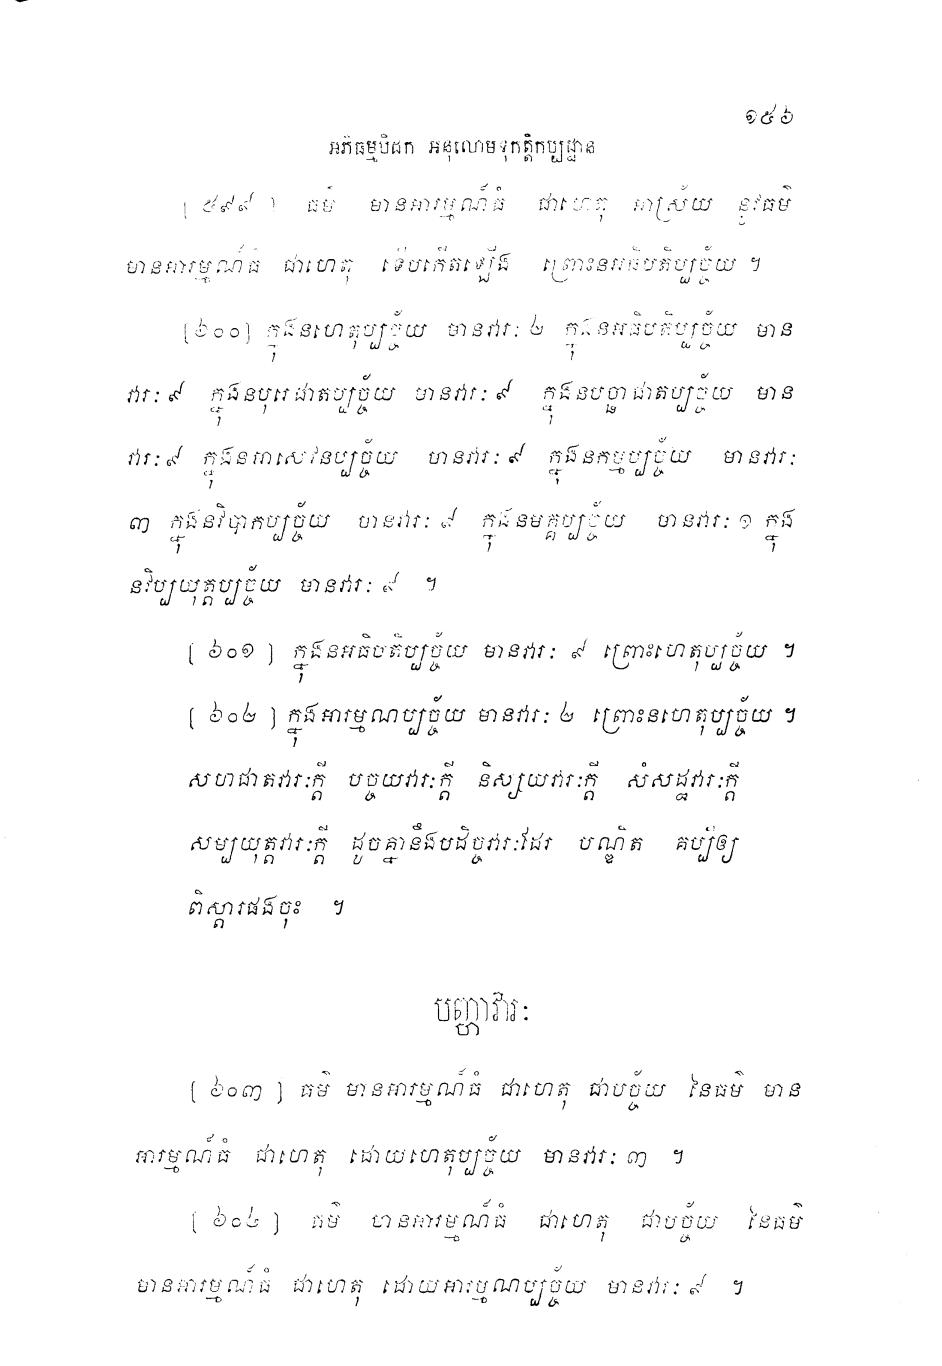 ១៥៦
អភិធម្មបិដក អនុលោមទុកត្តិកប្បដ្ឋាន
[ ៥៩៩ ] ធម៌ មានអារម្មណ៍ធំ ជាហេតុ អាស្រ័យ នូវធម៌
មានអារម្មណ៍ធំ ជាហេតុ ទើបកើតឡើង ព្រោះនអធិបតិប្បច្ច័យ ។
[៦០០] ក្នុងនហេតុប្បច្ច័យ មានវារៈ ២ ក្នុងនអធិបតិប្បច្ច័យ មាន
វារៈ ៩ ក្នុងនបុរេជាតប្បច្ច័យ មានវារៈ ៩ ក្នុងនបច្ឆាជាតប្បច្ច័យ មាន
វារៈ ៩ ក្នុងនអាសេវនប្បច្ច័យ មានវារៈ ៩ ក្នុងនកម្មប្បច្ច័យ មានវារៈ
៣ ក្នុងនវិបាកប្បច្ច័យ មានវារៈ ៩ ក្នុងនមគ្គប្បច្ច័យ មានវារៈ ១ ក្នុង
នវិប្បយុត្តប្បច្ច័យ មានវារៈ ៩ ។
[ ៦០១ ] ក្នុងនអធិបតិប្បច្ច័យ មានវារៈ ៩ ព្រោះហេតុប្បច្ច័យ ។
[ ៦០២ ] ក្នុងអារម្មណប្បច្ច័យ មានវារៈ ២ ព្រោះនហេតុប្បច្ច័យ ។
សហជាតវារៈក្តី បច្ចយវារៈក្តី និស្សយវារៈក្តី សំសដ្ឋវារៈក្តី
សម្បយុត្តវារៈក្តី ដូចគ្នានឹងបដិច្ចវារៈដែរ បណ្ឌិត គប្បីឲ្យ
ពិស្តារផងចុះ ។
បញ្ហាវារៈ
[ ៦០៣ ] ធម៌ មានអារម្មណ៍ធំ ជាហេតុ ជាបច្ច័យ នៃធម៌ មាន
អារម្មណ៍ធំ ជាហេតុ ដោយហេតុប្បច្ច័យ មានវារៈ ៣ ។
[ ៦០៤ ] ធម៌ មានអារម្មណ៍ធំ ជាហេតុ ជាបច្ច័យ នៃធម៌
មានអារម្មណ៍ធំ ជាហេតុ ដោយអារម្មណប្បច្ច័យ មានវារៈ ៩ ។